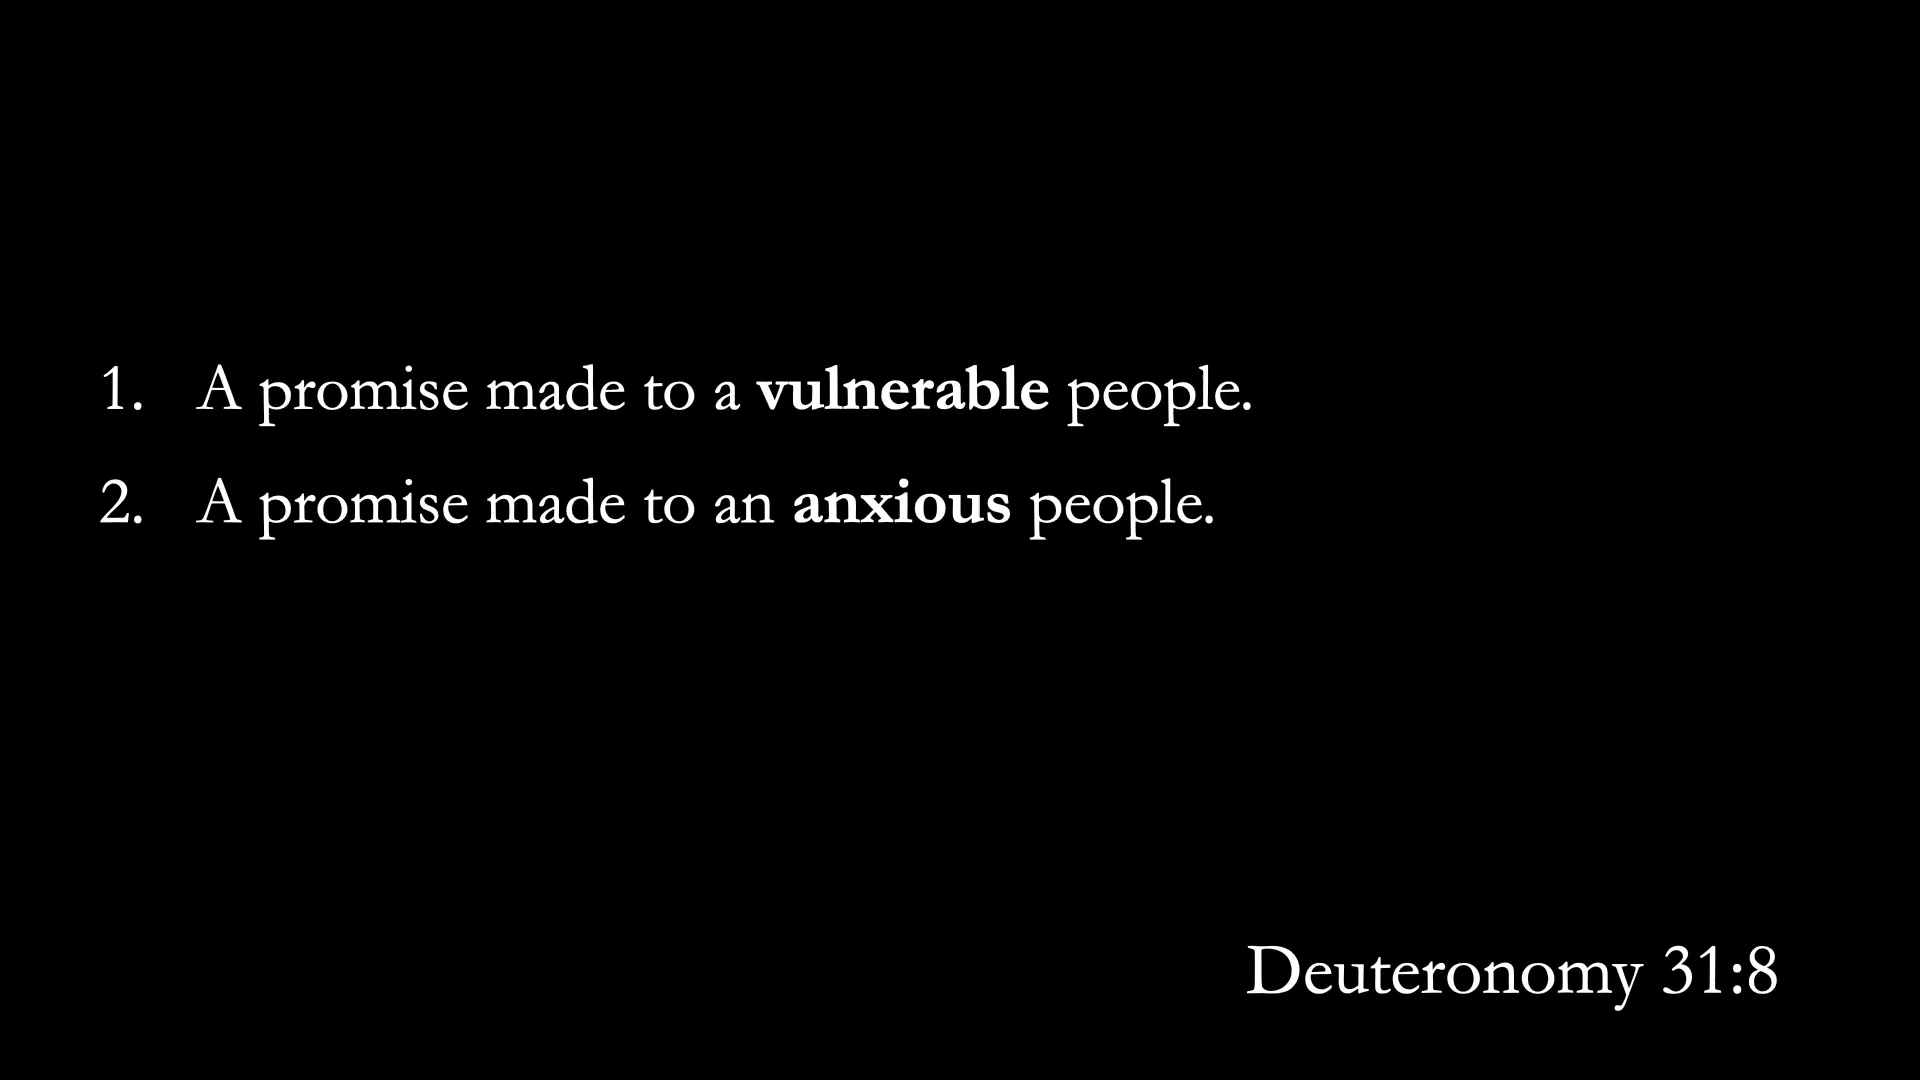 1. A promise made to a vulnerable people.
2. A promise made to an anxious people.
Deuteronomy 31:8